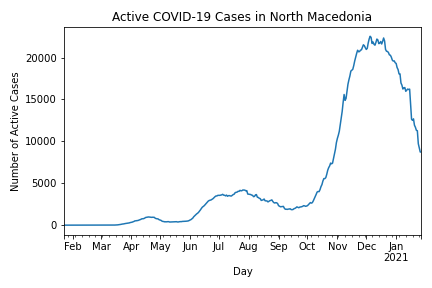 Active COVID-19 Cases in North Macedonia
Number of Active Cases
20000
15000
10000
5000
0
Feb Mar Apr May Jun Jul Aug Sep Oct Nov Dec Jan
2021
Day